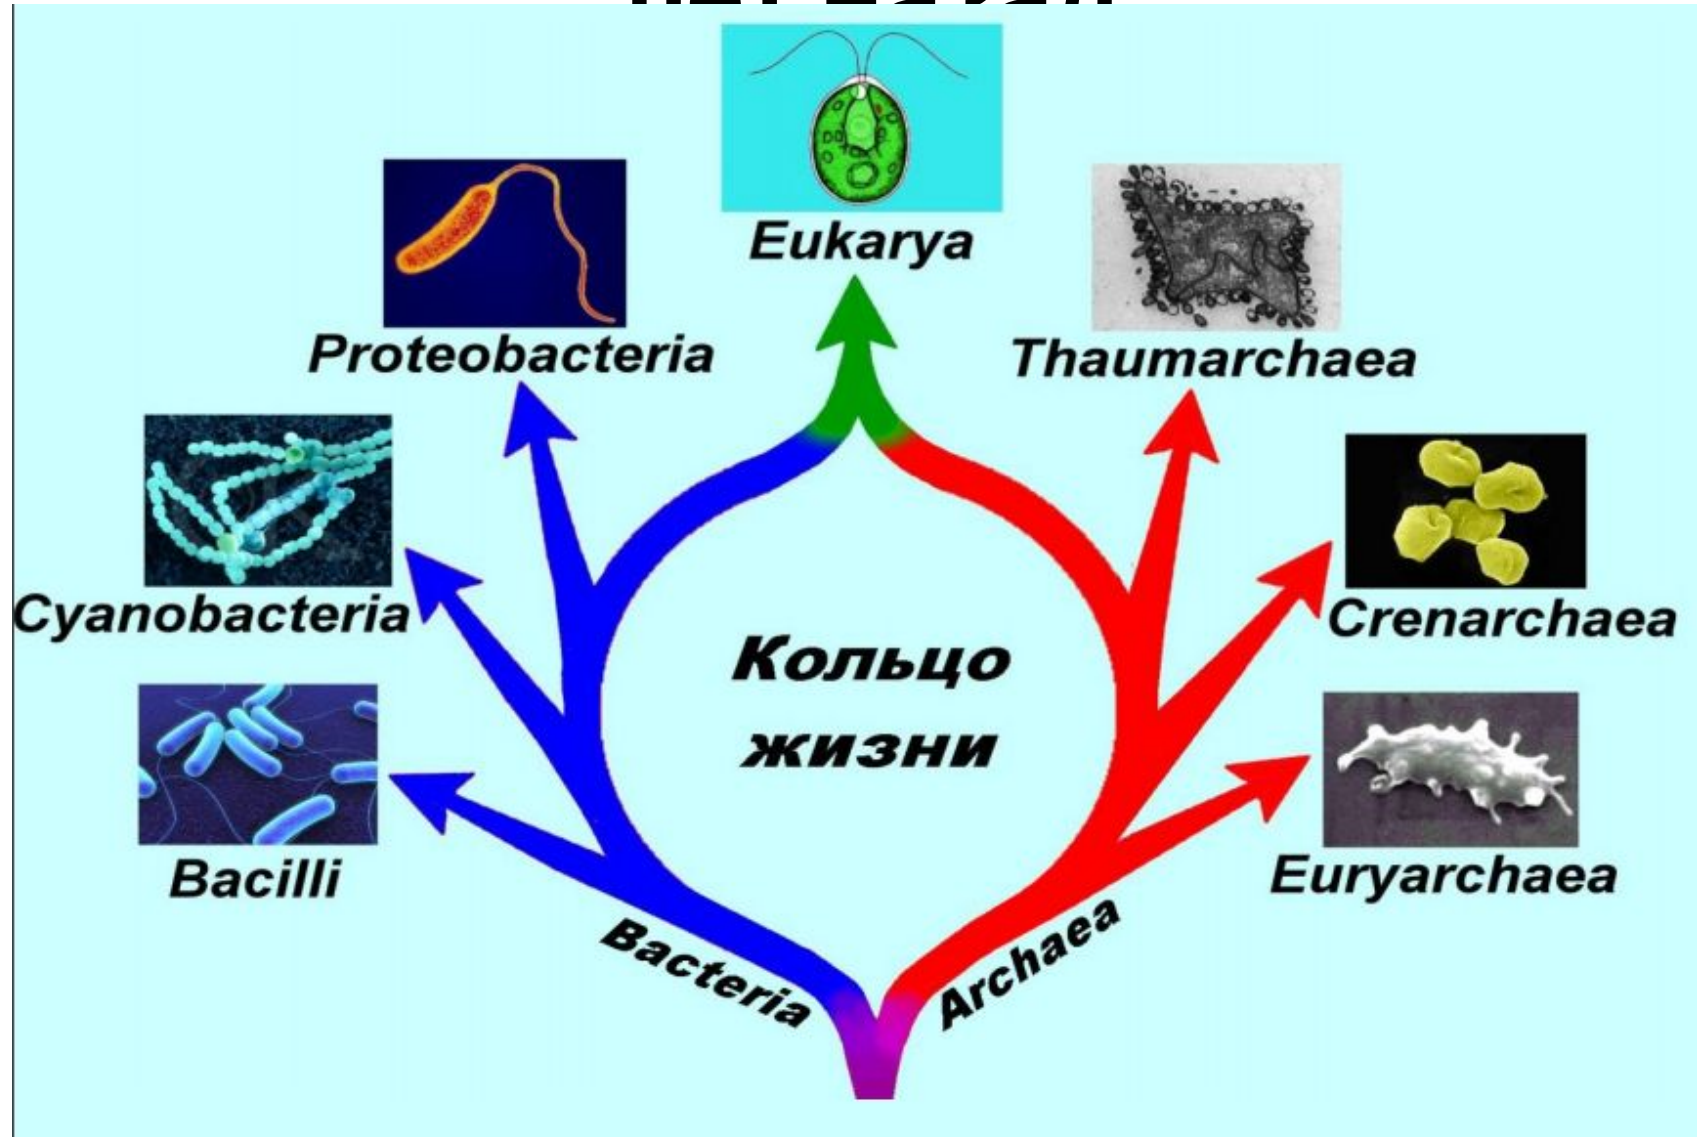 Eukarya
Proteobacteria
Thaumarchaea
Cyanobacteria
Crenarchaea
Кольцо
жизни
Bacilli
Euryarchaea
Bacteria
Archaea